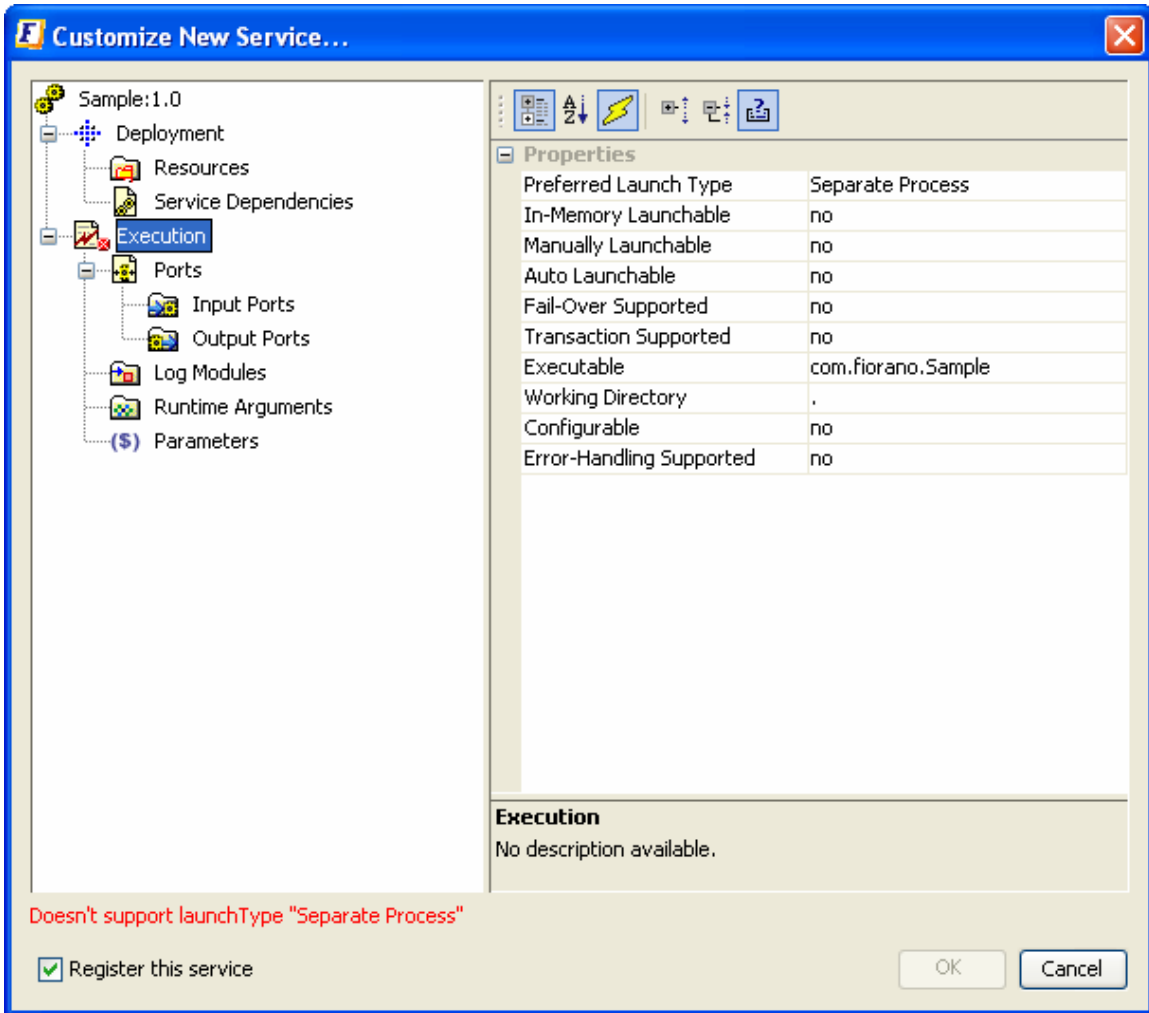 Customize New Service...
Sample:1.0
Deployment
Resources
Service Dependencies
Execution
Ports
Input Ports
Output Ports
Log Modules
Runtime Arguments
($) Parameters
Properties
Preferred Launch Type Separate Process
In-Memory Launchable no
Manually Launchable no
Auto Launchable no
Fail-Over Supported no
Transaction Supported no
Executable com.fiorano.Sample
Working Directory .
Configurable no
Error-Handling Supported no
Execution
No description available.
Doesn't support launchType "Separate Process"
Register this service
OK Cancel